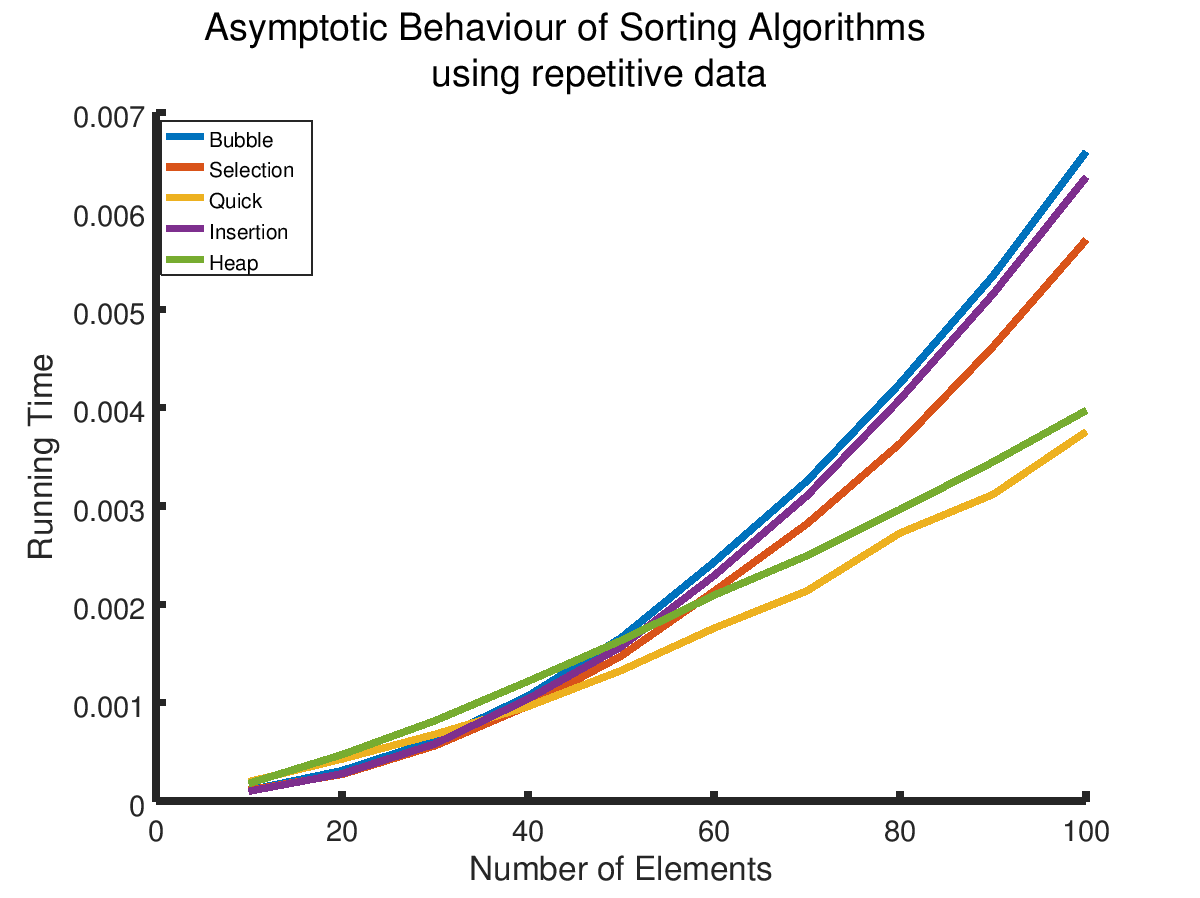 Asymptotic Behaviour of Sorting Algorithms
using repetitive data
0.007
0.006
0.005
0.004
0.003
0.002
0.001
0
Running Time
Bubble
Selection
Quick
Insertion
Heap
0 20 40 60 80 100
Number of Elements